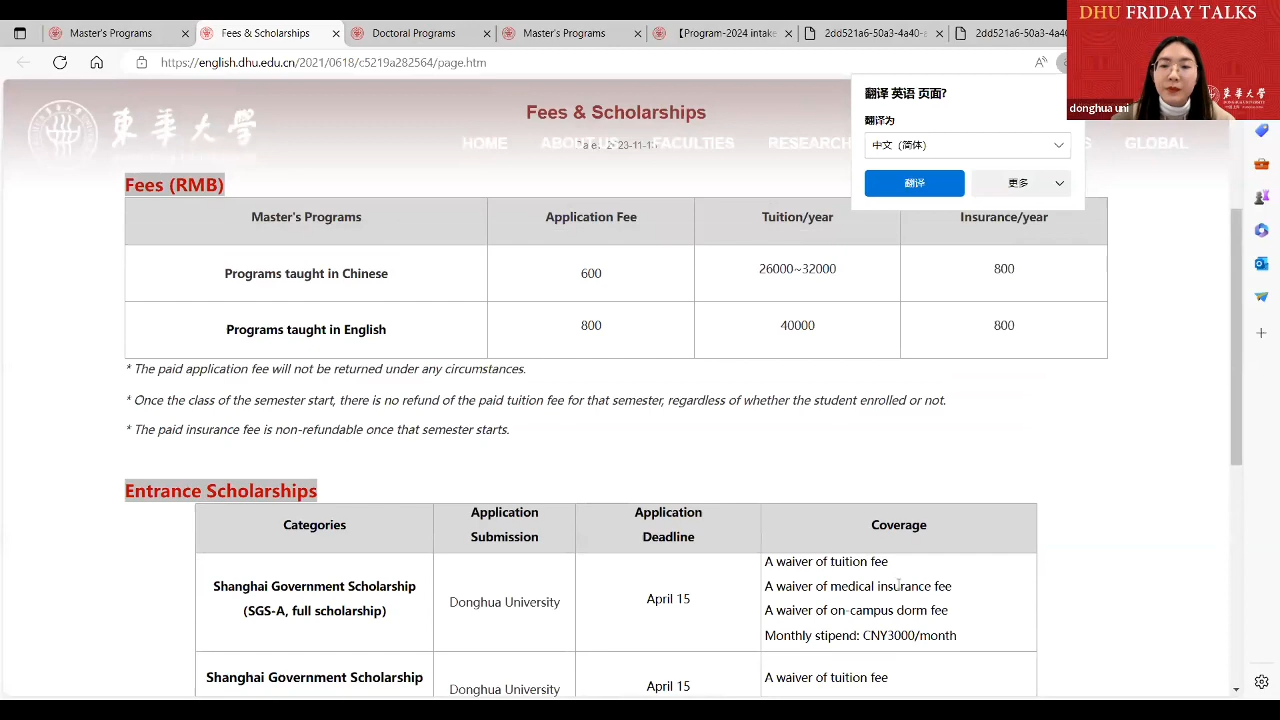 DHU FRIDAY TALKS
Master's Programs
Fees & Scholarships
Doctoral Programs
Master's Programs
【Program-2024 intake
2dd521a6-50a3-4a40-
2dd521a6-50a3-4a40
https://english.dhu.edu.cn/2021/0618/c5219a282564/page.htm
donghua uni
東華大學
翻译 英语 页面?
翻译为
中文（简体）
翻译
更多
Fees & Scholarships
HOME
ABOUT US
FACULTIES
RESEARCH
GLOBAL
Fees (RMB)
Master's Programs
Application Fee
Tuition/year
Insurance/year
Programs taught in Chinese
600
26000~32000
800
Programs taught in English
800
40000
800
* The paid application fee will not be returned under any circumstances.
* Once the class of the semester start, there is no refund of the paid tuition fee for that semester, regardless of whether the student enrolled or not.
* The paid insurance fee is non-refundable once that semester starts.
Entrance Scholarships
Categories
Application
Submission
Application
Deadline
Coverage
Shanghai Government Scholarship
(SGS-A, full scholarship)
Donghua University
April 15
A waiver of tuition fee
A waiver of medical insurance fee
A waiver of on-campus dorm fee
Monthly stipend: CNY3000/month
Shanghai Government Scholarship
Donghua University
April 15
A waiver of tuition fee